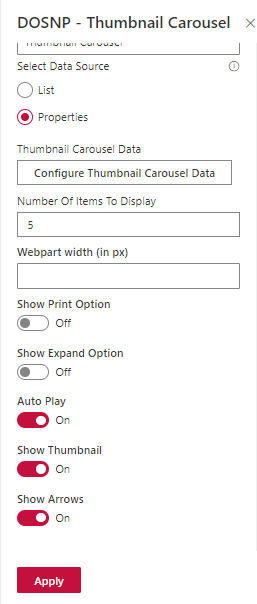 DOSNP - Thumbnail Carousel
Thumbnail Carousel
Select Data Source
List
Properties
Thumbnail Carousel Data
Configure Thumbnail Carousel Data
Number Of Items To Display
5
Webpart width (in px)
Show Print Option
Off
Show Expand Option
Off
Auto Play
On
Show Thumbnail
On
Show Arrows
On
Apply